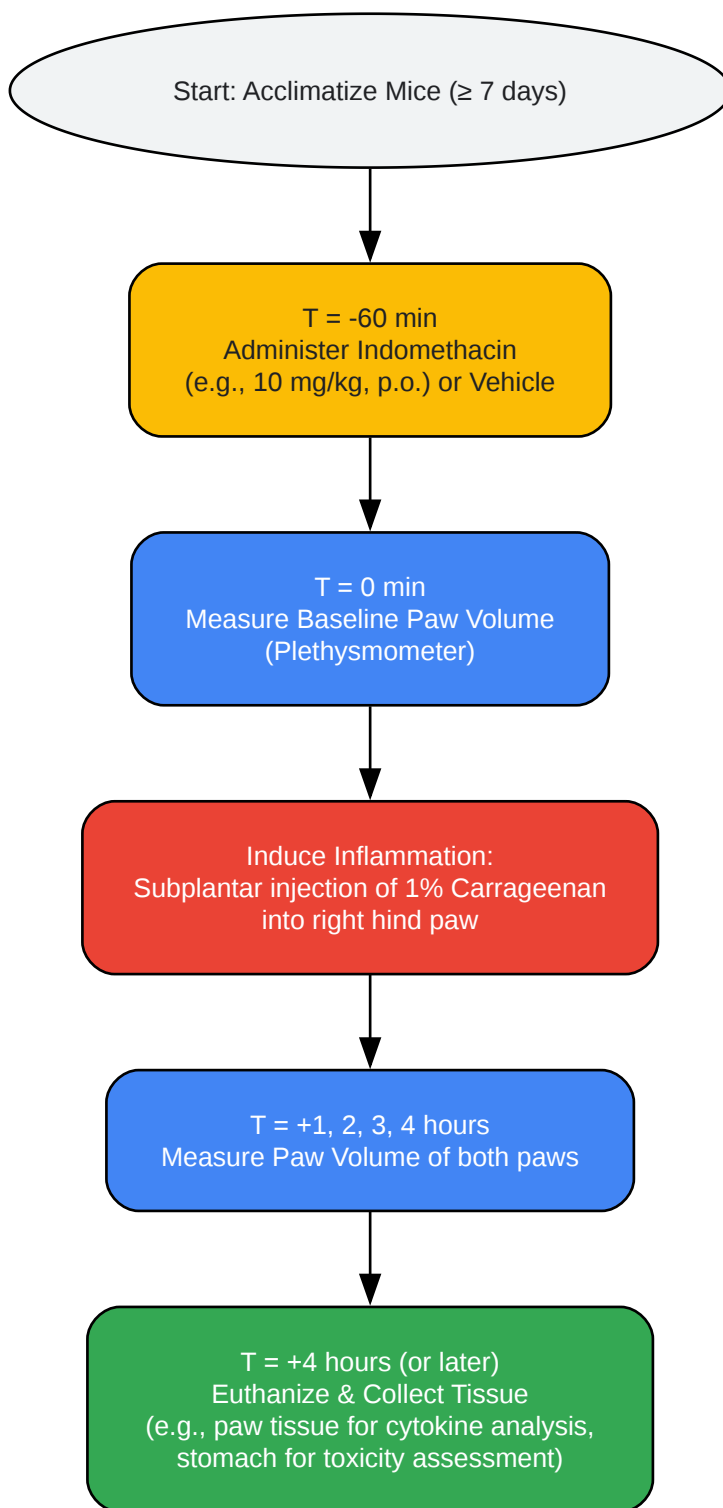 Start: Acclimatize Mice (≥ 7 days)
T = -60 min
Administer Indomethacin
(e.g., 10 mg/kg, p.o.) or Vehicle
T = 0 min
Measure Baseline Paw Volume
(Plethysmometer)
Induce Inflammation:
Subplantar injection of 1% Carrageenan
into right hind paw
T = +1, 2, 3, 4 hours
Measure Paw Volume of both paws
T = +4 hours (or later)
Euthanize & Collect Tissue
(e.g., paw tissue for cytokine analysis,
stomach for toxicity assessment)